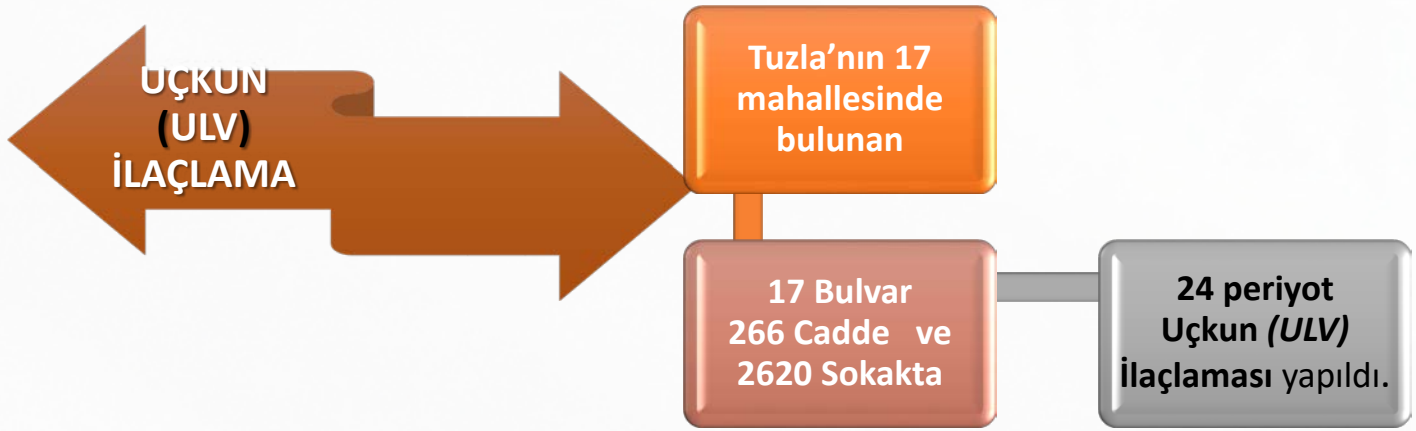 UÇKUN
(ULV)
İLAÇLAMA
Tuzla’nın 17
mahallesinde
bulunan
17 Bulvar
266 Cadde ve
2620 Sokakta
24 periyot
Uçkun (ULV)
İlaçlaması yapıldı.